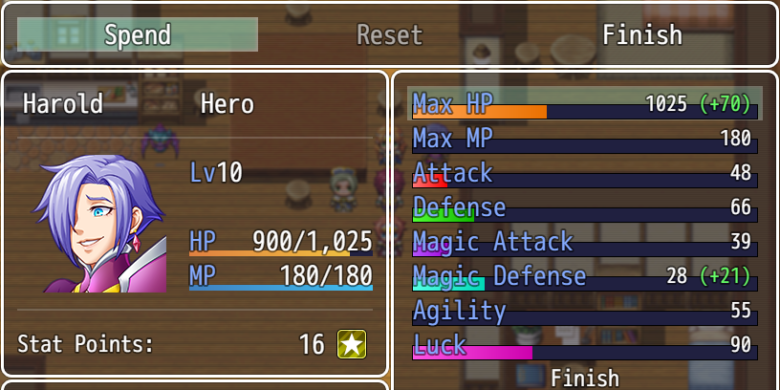 Spend Reset Finish
Harold Hero
Lv10
HP 900/1,025
MP 180/180
Stat Points: 16
Max HP 1025 (+70)
Max MP 180
Attack 48
Defense 66
Magic Attack 39
Magic Defense 28 (+21)
Agility 55
Luck 90
Finish